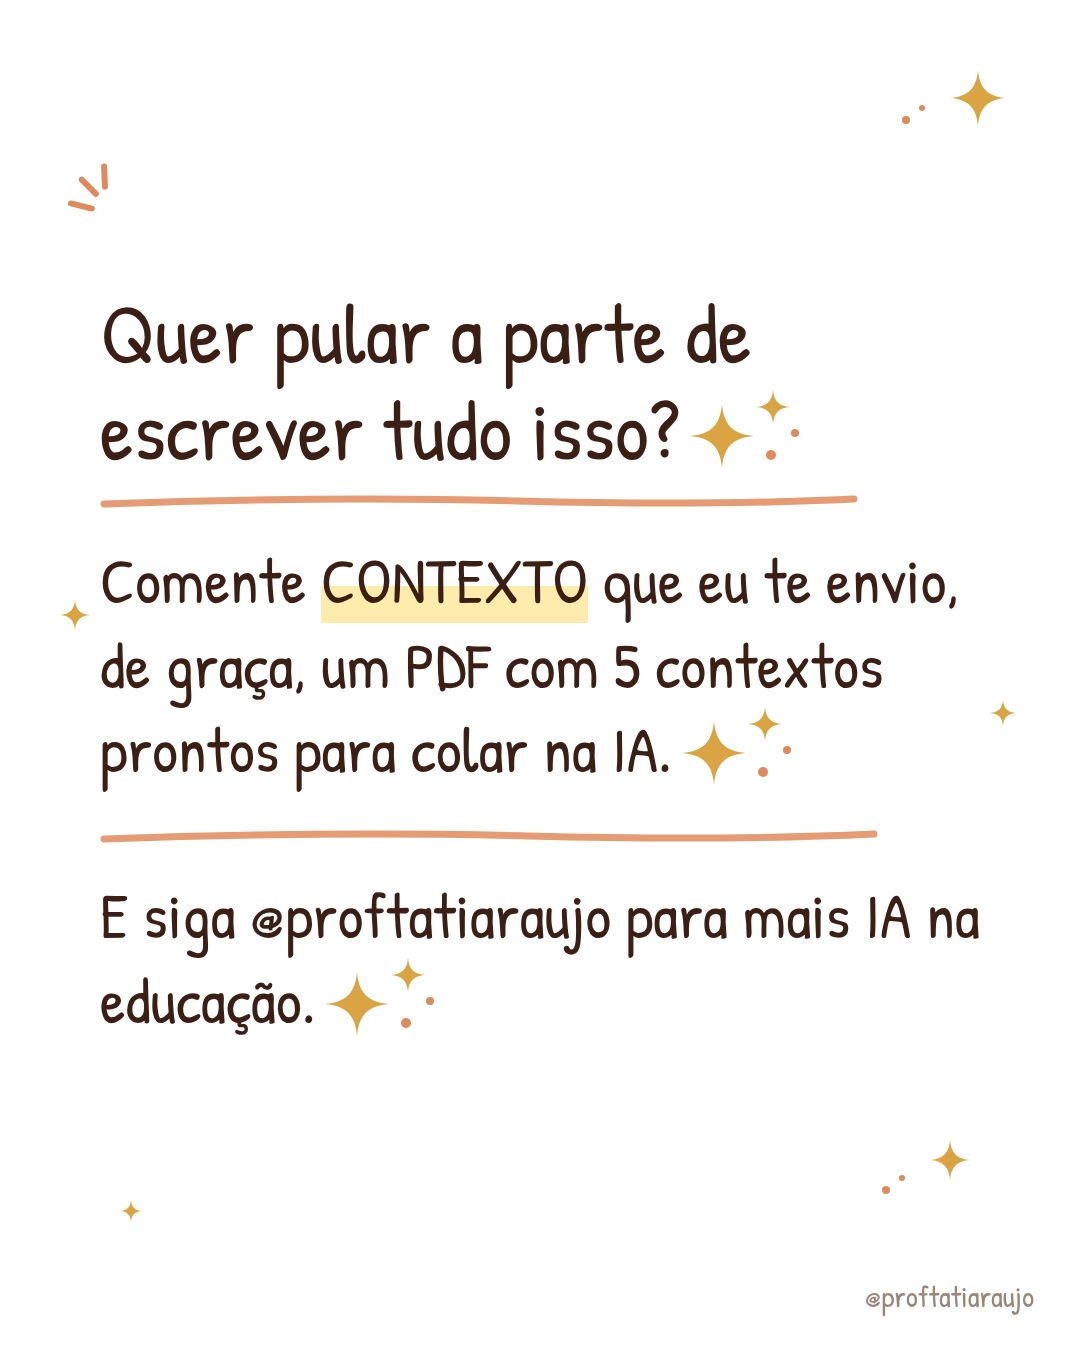 Quer pular a parte de
escrever tudo isso?
Comente CONTEXTO que eu te envio,
de graça, um PDF com 5 contextos
prontos para colar na IA.
E siga @proftatiaraujo para mais IA na
educação.
@proftatiaraujo